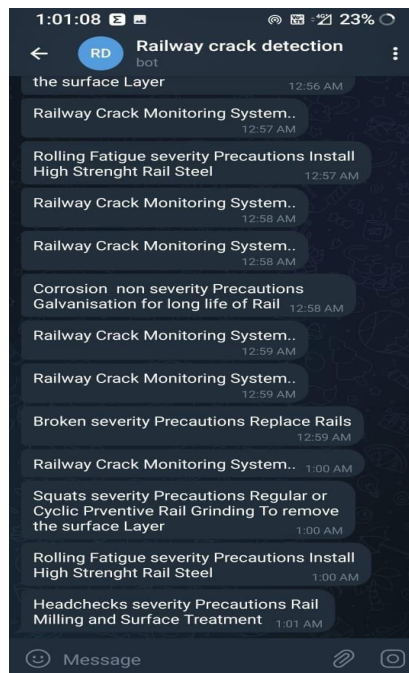 1:01:08 23%
RD Railway crack detection
bot
the surface Layer 12:56 AM
Railway Crack Monitoring System..
12:57 AM
Rolling Fatigue severity Precautions Install
High Strenght Rail Steel 12:57 AM
Railway Crack Monitoring System..
12:58 AM
Railway Crack Monitoring System..
12:58 AM
Corrosion non severity Precautions
Galvanisation for long life of Rail 12:58 AM
Railway Crack Monitoring System..
12:59 AM
Railway Crack Monitoring System..
12:59 AM
Broken severity Precautions Replace Rails
12:59 AM
Railway Crack Monitoring System.. 1:00 AM
Squats severity Precautions Regular or
Cyclic Prventive Rail Grinding To remove
the surface Layer 1:00 AM
Rolling Fatigue severity Precautions Install
High Strenght Rail Steel 1:00 AM
Headchecks severity Precautions Rail
Milling and Surface Treatment 1:01 AM
Message